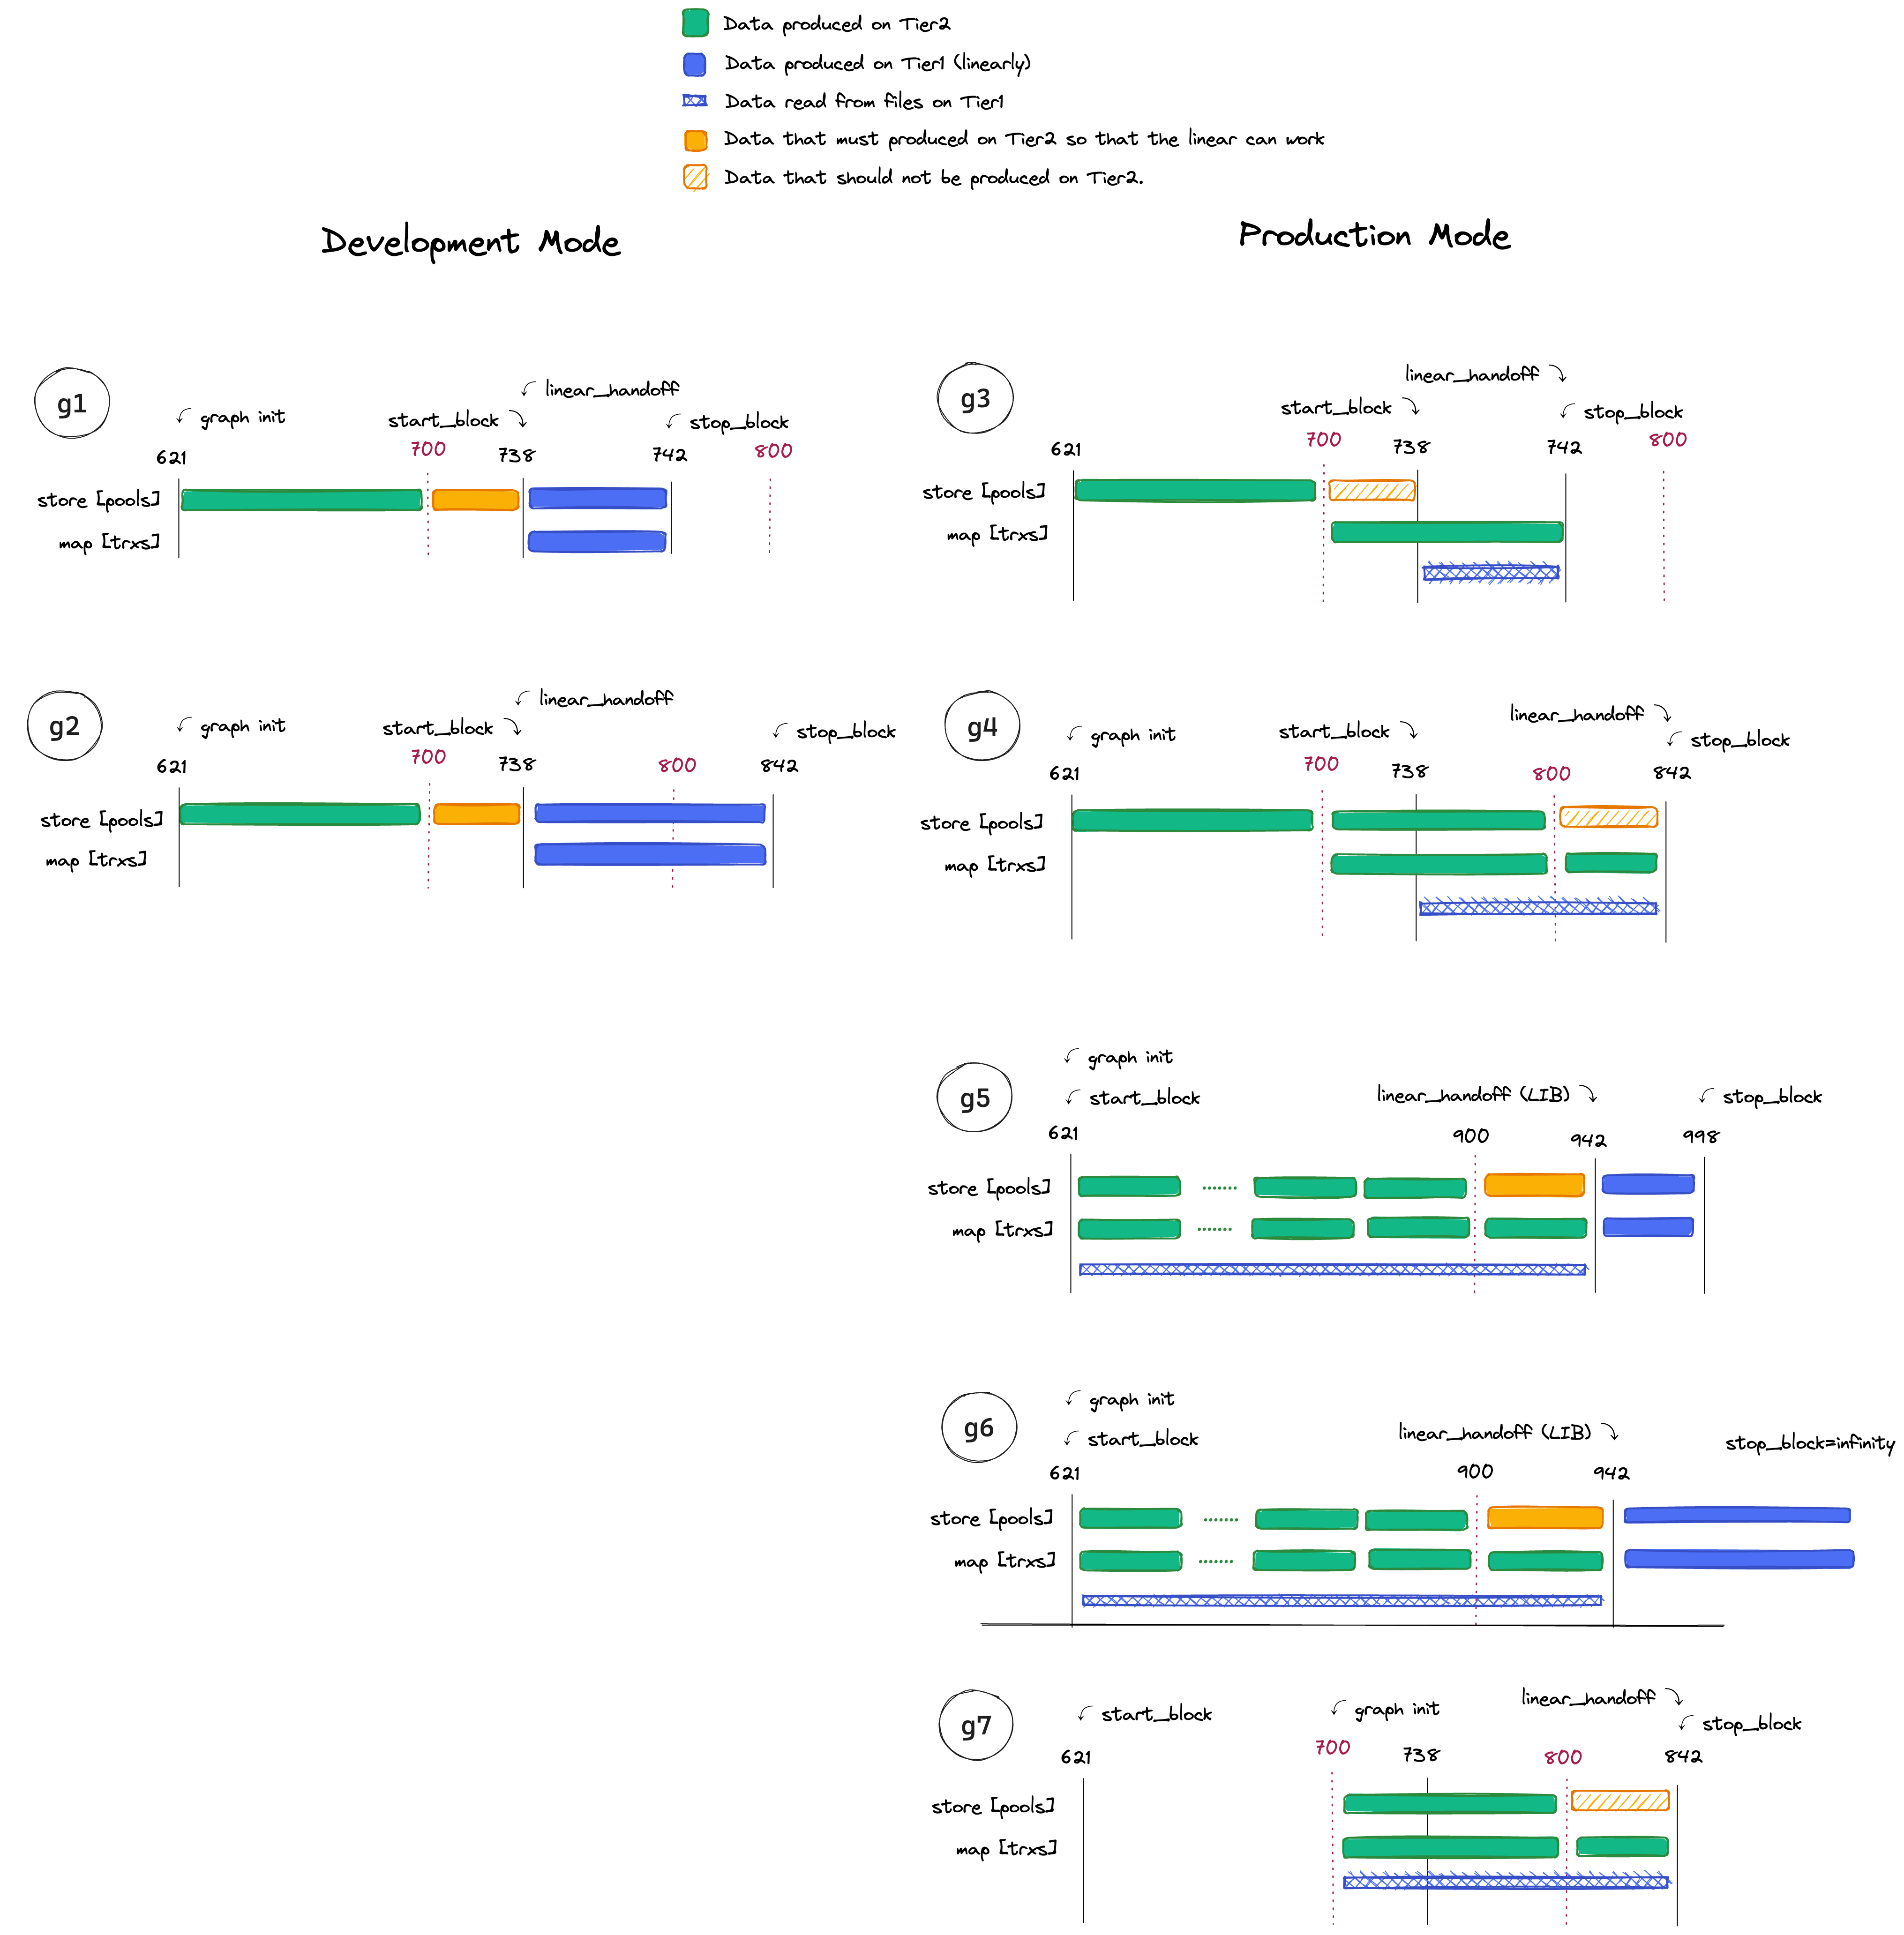 Data produced on Tier2
Data produced on Tier1 (linearly)
Data read from files on Tier1
Data that must produced on Tier2 so that the linear can work
Data that should not be produced on Tier2.
Development Mode
Production Mode
g1
graph init
start_block
linear_handoff
stop_block
621
700
738
742
800
store [pools]
map [trxs]
g3
start_block
linear_handoff
stop_block
621
700
738
742
800
store [pools]
map [trxs]
g2
graph init
start_block
linear_handoff
stop_block
621
700
738
800
842
store [pools]
map [trxs]
g4
graph init
start_block
linear_handoff
stop_block
621
700
738
800
842
store [pools]
map [trxs]
g5
graph init
start_block
linear_handoff (LIB)
stop_block
621
900
942
998
store [pools]
map [trxs]
g6
graph init
start_block
linear_handoff (LIB)
stop_block=infinity
621
900
942
store [pools]
map [trxs]
g7
start_block
graph init
linear_handoff
stop_block
621
700
738
800
842
store [pools]
map [trxs]